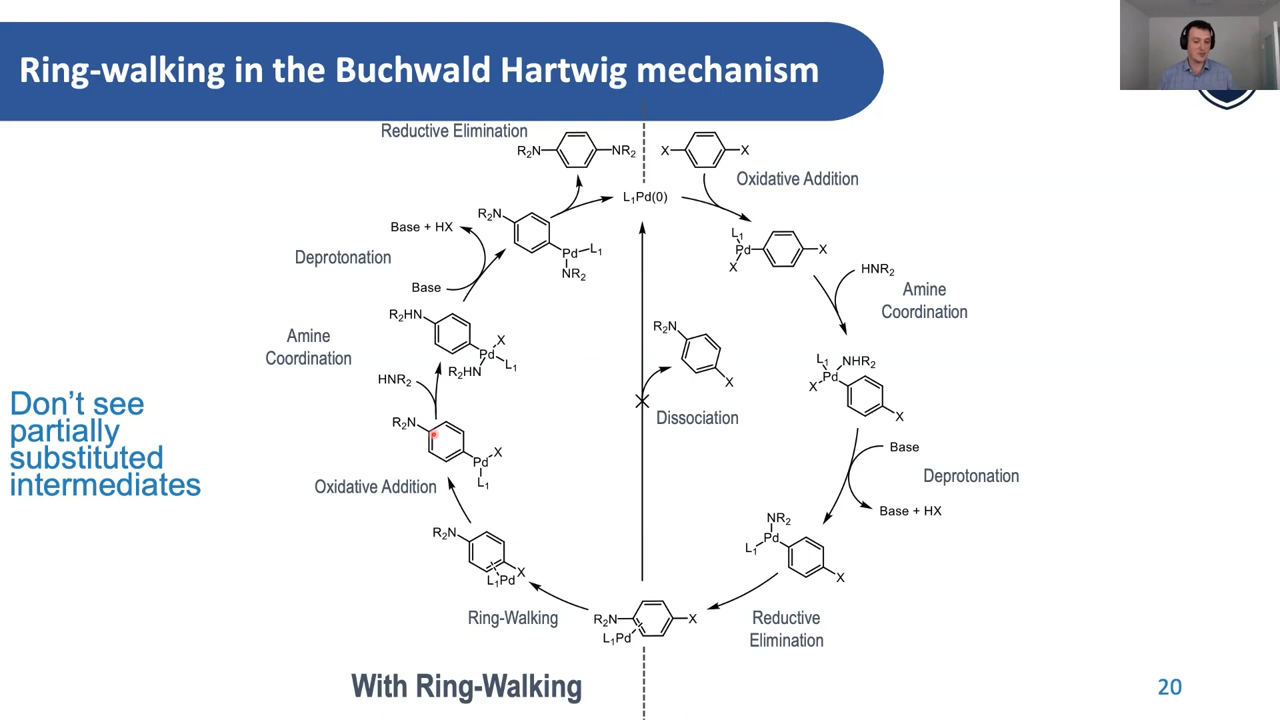 Ring-walking in the Buchwald Hartwig mechanism
Reductive Elimination
R2N
NR2
X
X
Oxidative Addition
L1Pd(0)
R2N
Base + HX
Pd
L1
NR2
Deprotonation
Base
L1
Pd
X
X
HNR2
Amine
Coordination
R2HN
X
Pd
L1
R2HN
Amine
Coordination
HNR2
R2N
X
Dissociation
L1
NHR2
Pd
X
X
Don't see
partially
substituted
intermediates
R2N
X
Pd
L1
Oxidative Addition
Base
Deprotonation
Base + HX
R2N
X
L1Pd
NR2
Pd
L1
X
Ring-Walking
R2N
X
L1Pd
Reductive
Elimination
With Ring-Walking
20